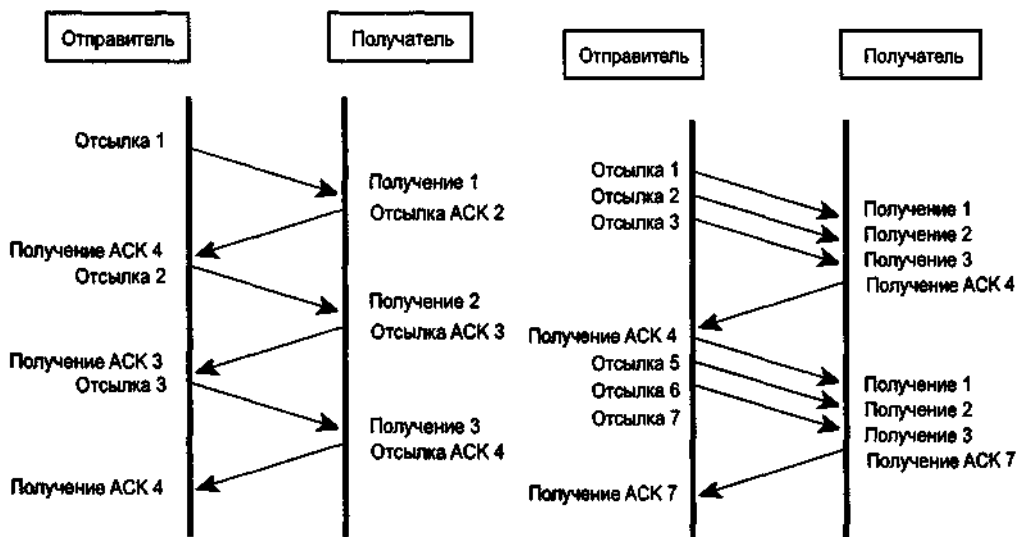 Отправитель
Получатель
Отсылка 1
Получение 1
Отсылка АСК 2
Получение АСК 4
Отсылка 2
Получение 2
Отсылка АСК 3
Получение АСК 3
Отсылка 3
Получение 3
Отсылка АСК 4
Получение АСК 4
Отправитель
Получатель
Отсылка 1
Отсылка 2
Отсылка 3
Получение 1
Получение 2
Получение 3
Получение АСК 4
Получение АСК 4
Отсылка 5
Отсылка 6
Отсылка 7
Получение 1
Получение 2
Получение 3
Получение АСК 7
Получение АСК 7